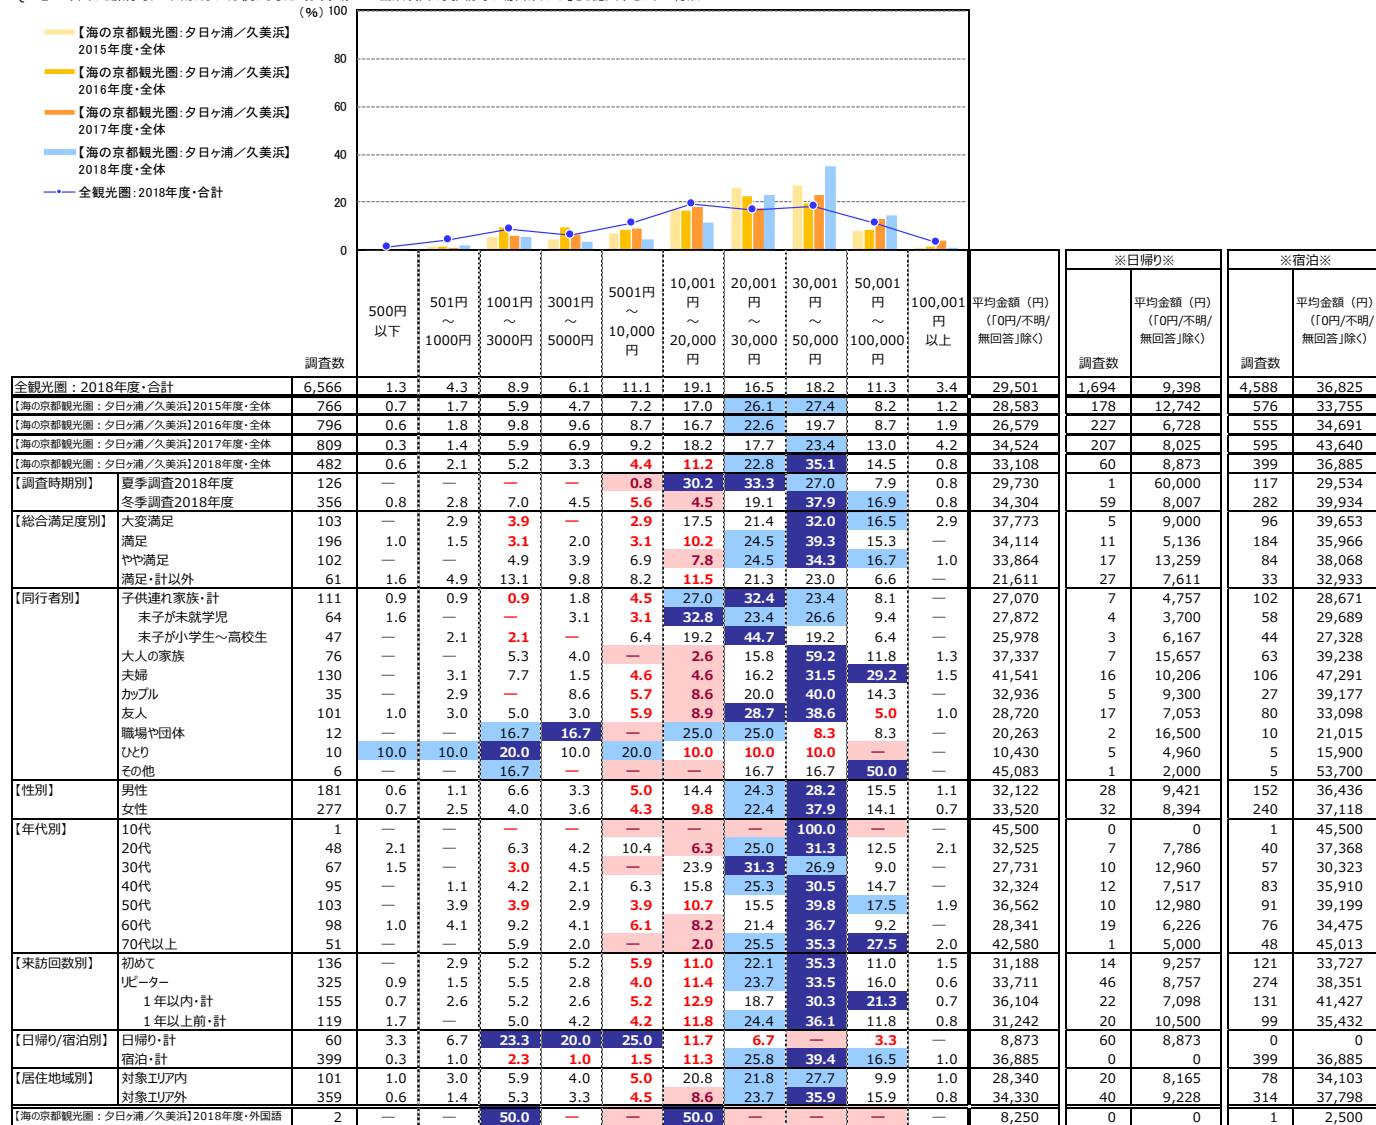 (%)
100
80
60
40
20
0
【海の京都観光圏:夕日ヶ浦／久美浜】
2015年度・全体
【海の京都観光圏:夕日ヶ浦／久美浜】
2016年度・全体
【海の京都観光圏:夕日ヶ浦／久美浜】
2017年度・全体
【海の京都観光圏:夕日ヶ浦／久美浜】
2018年度・全体
全観光圏:2018年度・合計
※日帰り※ ※宿泊※
調査数 500円以下 501円～1000円 1001円～3000円 3001円～5000円 5001円～10,000円 10,001円～20,000円 20,001円～30,000円 30,001円～50,000円 50,001円～100,000円 100,001円以上 平均金額（円）（「0円/不明/無回答」除く） 調査数 平均金額（円）（「0円/不明/無回答」除く） 調査数 平均金額（円）（「0円/不明/無回答」除く）
全観光圏：2018年度・合計 6,566 1.3 4.3 8.9 6.1 11.1 19.1 16.5 18.2 11.3 3.4 29,501 1,694 9,398 4,588 36,825
【海の京都観光圏：夕日ヶ浦／久美浜】2015年度・全体 766 0.7 1.7 5.9 4.7 7.2 17.0 26.1 27.4 8.2 1.2 28,583 178 12,742 576 33,755
【海の京都観光圏：夕日ヶ浦／久美浜】2016年度・全体 796 0.6 1.8 9.8 9.6 8.7 16.7 22.6 19.7 8.7 1.9 26,579 227 6,728 555 34,691
【海の京都観光圏：夕日ヶ浦／久美浜】2017年度・全体 809 0.3 1.4 5.9 6.9 9.2 18.2 17.7 23.4 13.0 4.2 34,524 207 8,025 595 43,640
【海の京都観光圏：夕日ヶ浦／久美浜】2018年度・全体 482 0.6 2.1 5.2 3.3 4.4 11.2 22.8 35.1 14.5 0.8 33,108 60 8,873 399 36,885
【調査時期別】 夏季調査2018年度 126 — — — — 0.8 30.2 33.3 27.0 7.9 0.8 29,730 1 60,000 117 29,534
冬季調査2018年度 356 0.8 2.8 7.0 4.5 5.6 4.5 19.1 37.9 16.9 0.8 34,304 59 8,007 282 39,934
【総合満足度別】 大変満足 103 — 2.9 3.9 — 2.9 17.5 21.4 32.0 16.5 2.9 37,773 5 9,000 96 39,653
満足 196 1.0 1.5 3.1 2.0 3.1 10.2 24.5 39.3 15.3 — 34,114 11 5,136 184 35,966
やや満足 102 — — 4.9 3.9 6.9 7.8 24.5 34.3 16.7 1.0 33,864 17 13,259 84 38,068
満足・計以外 61 1.6 4.9 13.1 9.8 8.2 11.5 21.3 23.0 6.6 — 21,611 27 7,611 33 32,933
【同行者別】 子供連れ家族・計 111 0.9 0.9 0.9 1.8 4.5 27.0 32.4 23.4 8.1 — 27,070 7 4,757 102 28,671
末子が未就学児 64 1.6 — — 3.1 3.1 32.8 23.4 26.6 9.4 — 27,872 4 3,700 58 29,689
末子が小学生～高校生 47 — 2.1 2.1 — 6.4 19.2 44.7 19.2 6.4 — 25,978 3 6,167 44 27,328
大人の家族 76 — — 5.3 4.0 — 2.6 15.8 59.2 11.8 1.3 37,337 7 15,657 63 39,238
夫婦 130 — 3.1 7.7 1.5 4.6 4.6 16.2 31.5 29.2 1.5 41,541 16 10,206 106 47,291
カップル 35 — 2.9 — 8.6 5.7 8.6 20.0 40.0 14.3 — 32,936 5 9,300 27 39,177
友人 101 1.0 3.0 5.0 3.0 5.9 8.9 28.7 38.6 5.0 1.0 28,720 17 7,053 80 33,098
職場や団体 12 — — 16.7 16.7 — 25.0 25.0 8.3 8.3 — 20,263 2 16,500 10 21,015
ひとり 10 10.0 10.0 20.0 10.0 20.0 10.0 10.0 10.0 — — 10,430 5 4,960 5 15,900
その他 6 — — 16.7 — — — 16.7 16.7 50.0 — 45,083 1 2,000 5 53,700
【性別】 男性 181 0.6 1.1 6.6 3.3 5.0 14.4 24.3 28.2 15.5 1.1 32,122 28 9,421 152 36,436
女性 277 0.7 2.5 4.0 3.6 4.3 9.8 22.4 37.9 14.1 0.7 33,520 32 8,394 240 37,118
【年代別】 10代 1 — — — — — — — 100.0 — — 45,500 0 0 1 45,500
20代 48 2.1 — 6.3 4.2 10.4 6.3 25.0 31.3 12.5 2.1 32,525 7 7,786 40 37,368
30代 67 1.5 — 3.0 4.5 — 23.9 31.3 26.9 9.0 — 27,731 10 12,960 57 30,323
40代 95 — 1.1 4.2 2.1 6.3 15.8 25.3 30.5 14.7 — 32,324 12 7,517 83 35,910
50代 103 — 3.9 3.9 2.9 3.9 10.7 15.5 39.8 17.5 1.9 36,562 10 12,980 91 39,199
60代 98 1.0 4.1 9.2 4.1 6.1 8.2 21.4 36.7 9.2 — 28,341 19 6,226 76 34,475
70代以上 51 — — 5.9 2.0 — 2.0 25.5 35.3 27.5 2.0 42,580 1 5,000 48 45,013
【来訪回数別】 初めて 136 — 2.9 5.2 5.2 5.9 11.0 22.1 35.3 11.0 1.5 31,188 14 9,257 121 33,727
リピーター 325 0.9 1.5 5.5 2.8 4.0 11.4 23.7 33.5 16.0 0.6 33,711 46 8,757 274 38,351
１年以内・計 155 0.7 2.6 5.2 2.6 5.2 12.9 18.7 30.3 21.3 0.7 36,104 22 7,098 131 41,427
１年以上前・計 119 1.7 — 5.0 4.2 4.2 11.8 24.4 36.1 11.8 0.8 31,242 20 10,500 99 35,432
【日帰り/宿泊別】 日帰り・計 60 3.3 6.7 23.3 20.0 25.0 11.7 6.7 — 3.3 — 8,873 60 8,873 0 0
宿泊・計 399 0.3 1.0 2.3 1.0 1.5 11.3 25.8 39.4 16.5 1.0 36,885 0 0 399 36,885
【居住地域別】 対象エリア内 101 1.0 3.0 5.9 4.0 5.0 20.8 21.8 27.7 9.9 1.0 28,340 20 8,165 78 34,103
対象エリア外 359 0.6 1.4 5.3 3.3 4.5 8.6 23.7 35.9 15.9 0.8 34,330 40 9,228 314 37,798
【海の京都観光圏：夕日ヶ浦／久美浜】2018年度・外国語 2 — — 50.0 — — 50.0 — — — — 8,250 0 0 1 2,500